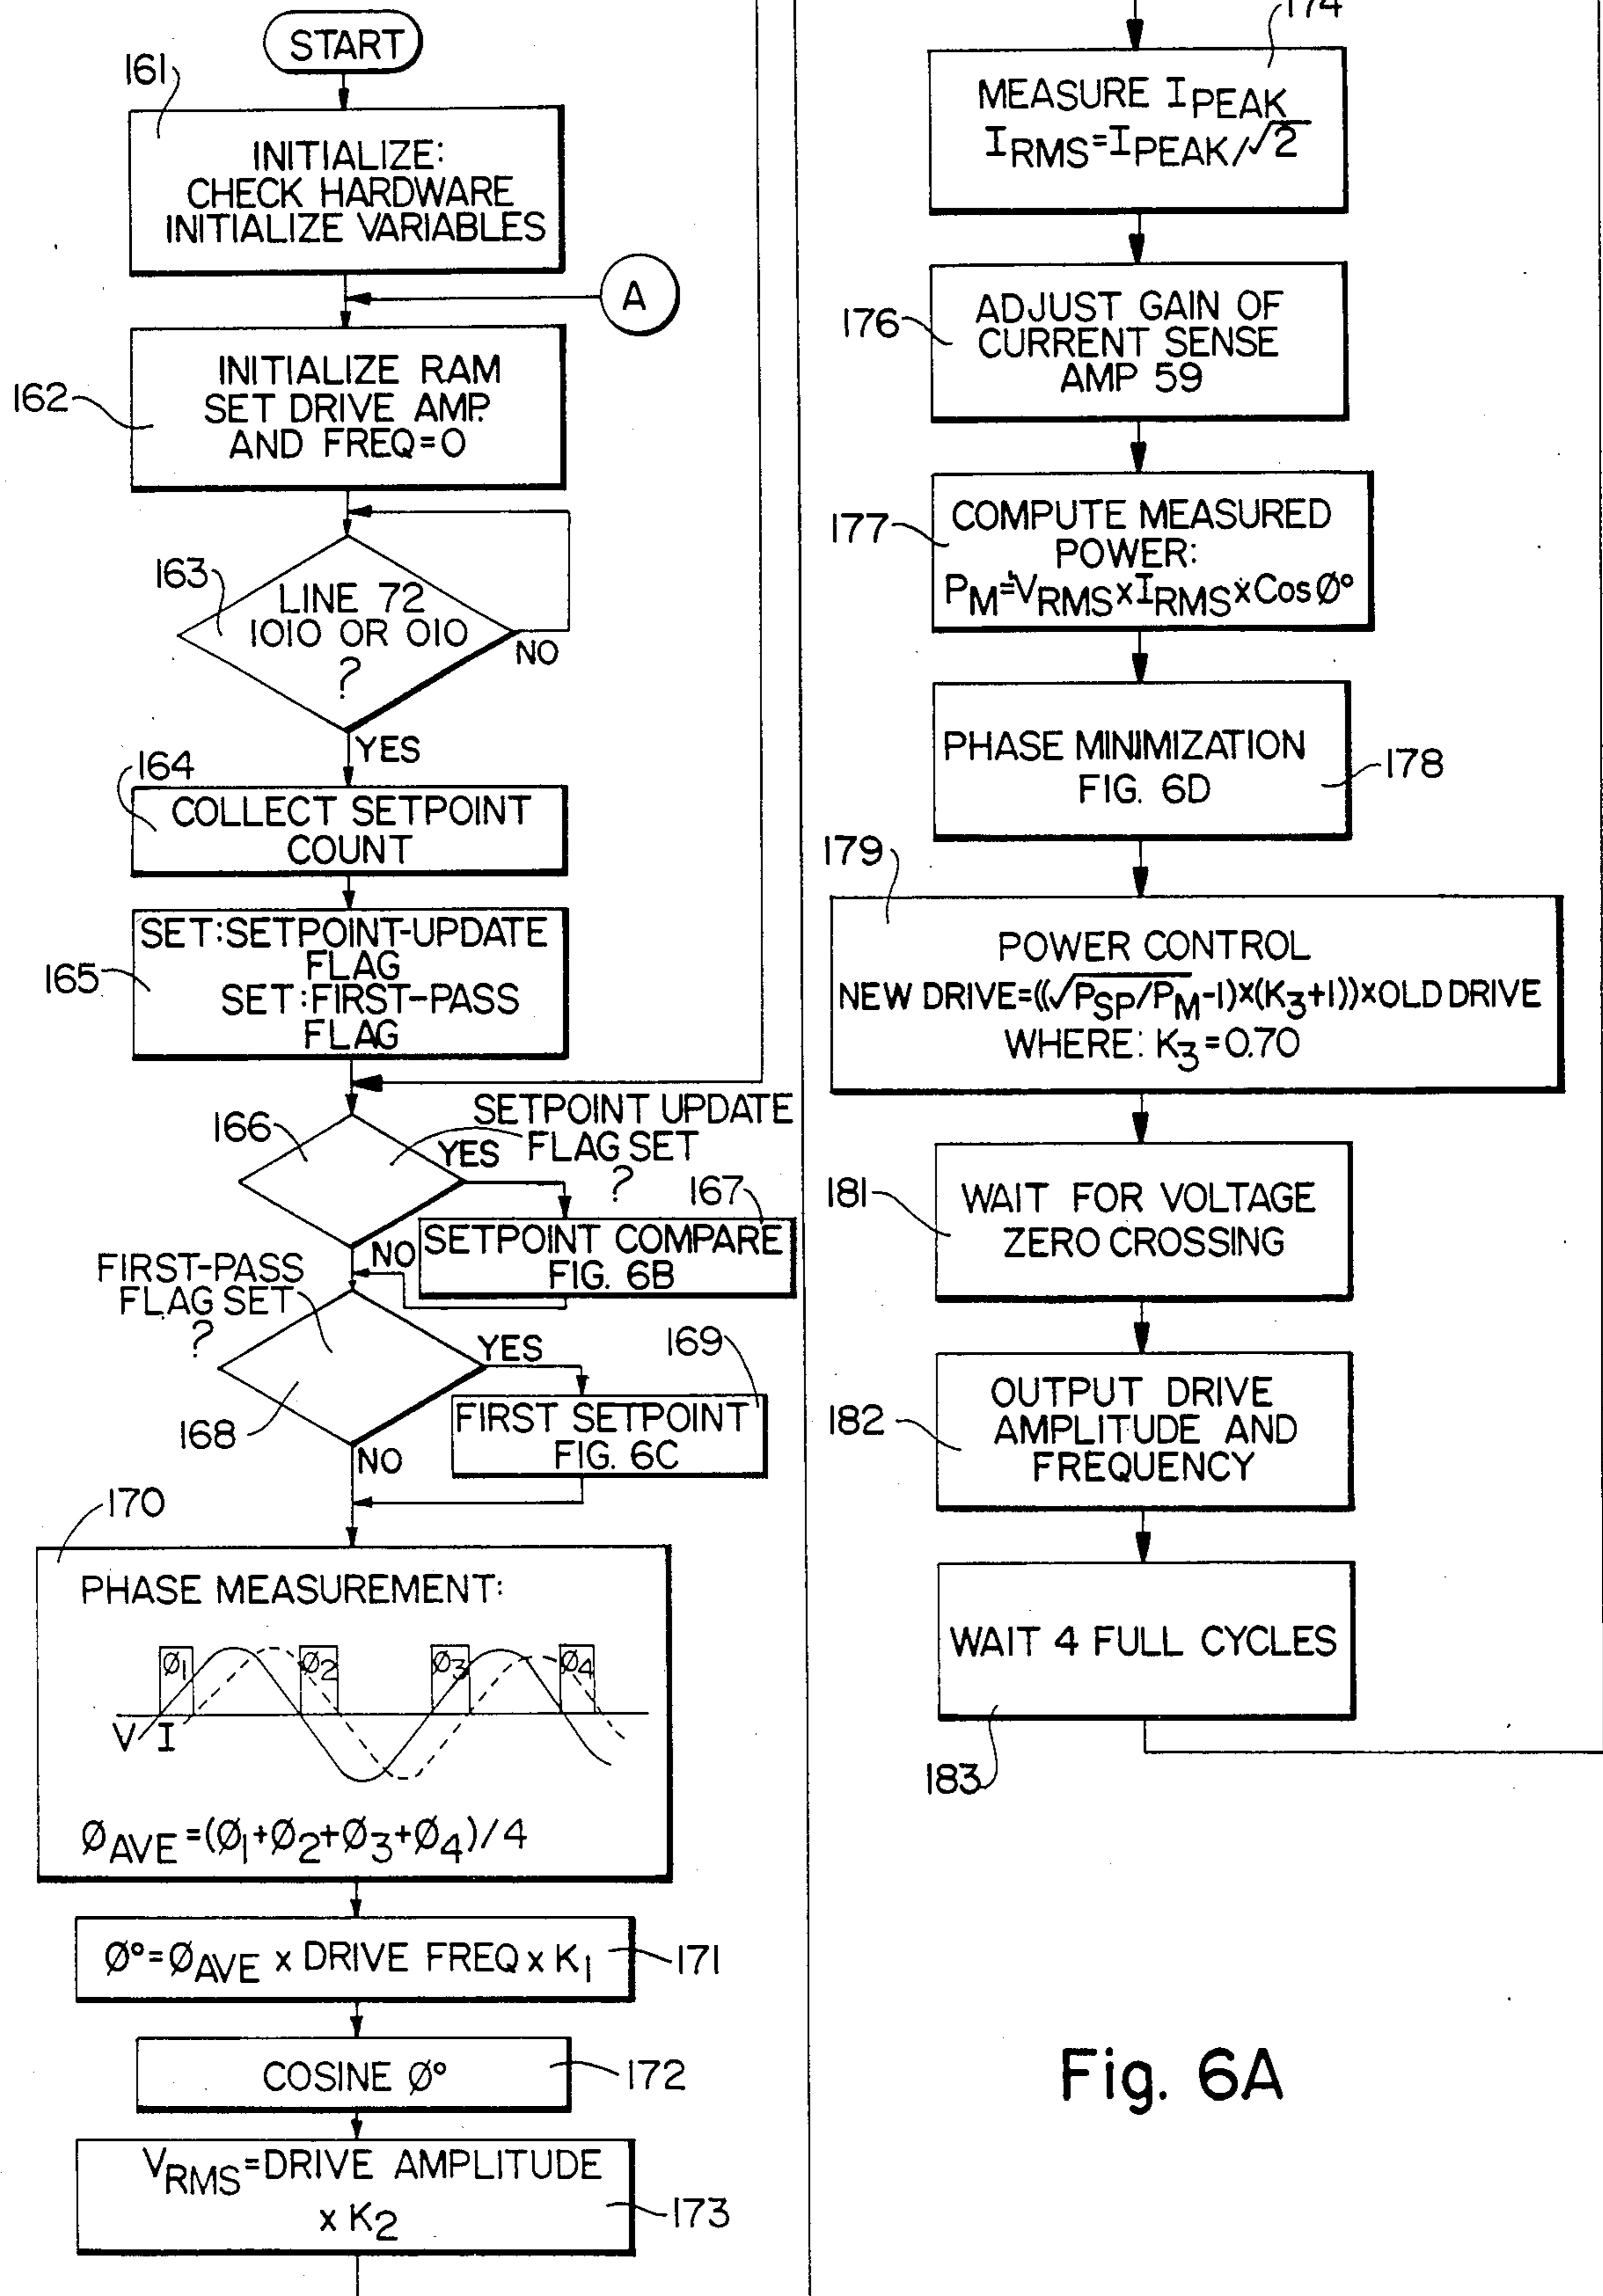 START
161
INITIALIZE:
CHECK HARDWARE
INITIALIZE VARIABLES
A
162
INITIALIZE RAM
SET DRIVE AMP.
AND FREQ=0
163
LINE 72
1010 OR 010
?
NO
YES
164
COLLECT SETPOINT
COUNT
165
SET:SETPOINT-UPDATE
FLAG
SET:FIRST-PASS
FLAG
166
SETPOINT UPDATE
FLAG SET
?
YES
NO
167
SETPOINT COMPARE
FIG. 6B
FIRST-PASS
FLAG SET
?
168
YES
NO
169
FIRST SETPOINT
FIG. 6C
170
PHASE MEASUREMENT:
Ø1 Ø2 Ø3 Ø4
V I
ØAVE=(Ø1+Ø2+Ø3+Ø4)/4
Ø°=ØAVE x DRIVE FREQ x K1
171
COSINE Ø°
172
VRMS=DRIVE AMPLITUDE
x K2
173
174
MEASURE IPEAK
IRMS=IPEAK/√2
176
ADJUST GAIN OF
CURRENT SENSE
AMP 59
177
COMPUTE MEASURED
POWER:
PM=VRMSxIRMSxCosØ°
PHASE MINIMIZATION
FIG. 6D
178
179
POWER CONTROL
NEW DRIVE=((√PSP/PM-1)x(K3+1))xOLD DRIVE
WHERE: K3=0.70
181
WAIT FOR VOLTAGE
ZERO CROSSING
182
OUTPUT DRIVE
AMPLITUDE AND
FREQUENCY
WAIT 4 FULL CYCLES
183
Fig. 6A